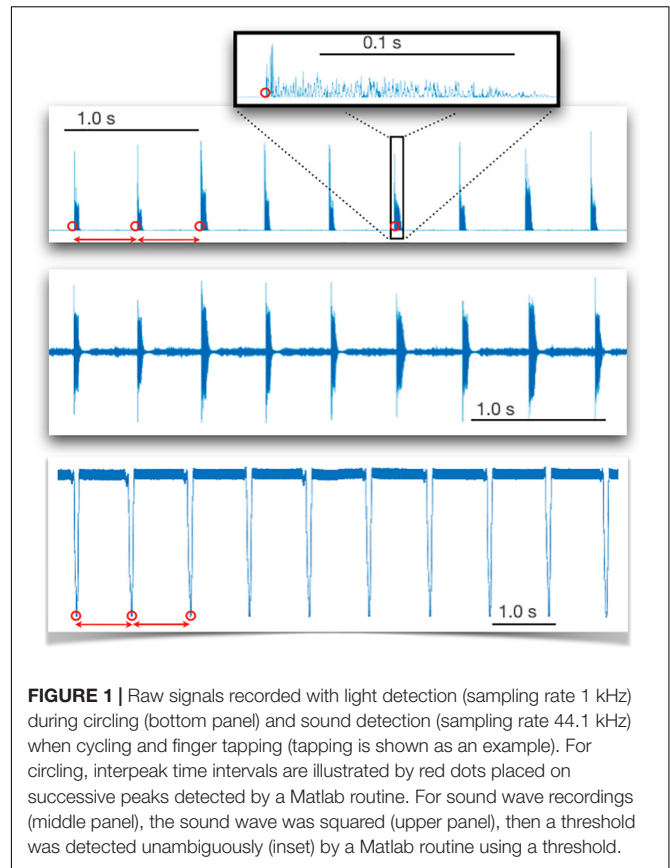 0.1 s
1.0 s
1.0 s
1.0 s
FIGURE 1 | Raw signals recorded with light detection (sampling rate 1 kHz)
during circling (bottom panel) and sound detection (sampling rate 44.1 kHz)
when cycling and finger tapping (tapping is shown as an example). For
circling, interpeak time intervals are illustrated by red dots placed on
successive peaks detected by a Matlab routine. For sound wave recordings
(middle panel), the sound wave was squared (upper panel), then a threshold
was detected unambiguously (inset) by a Matlab routine using a threshold.